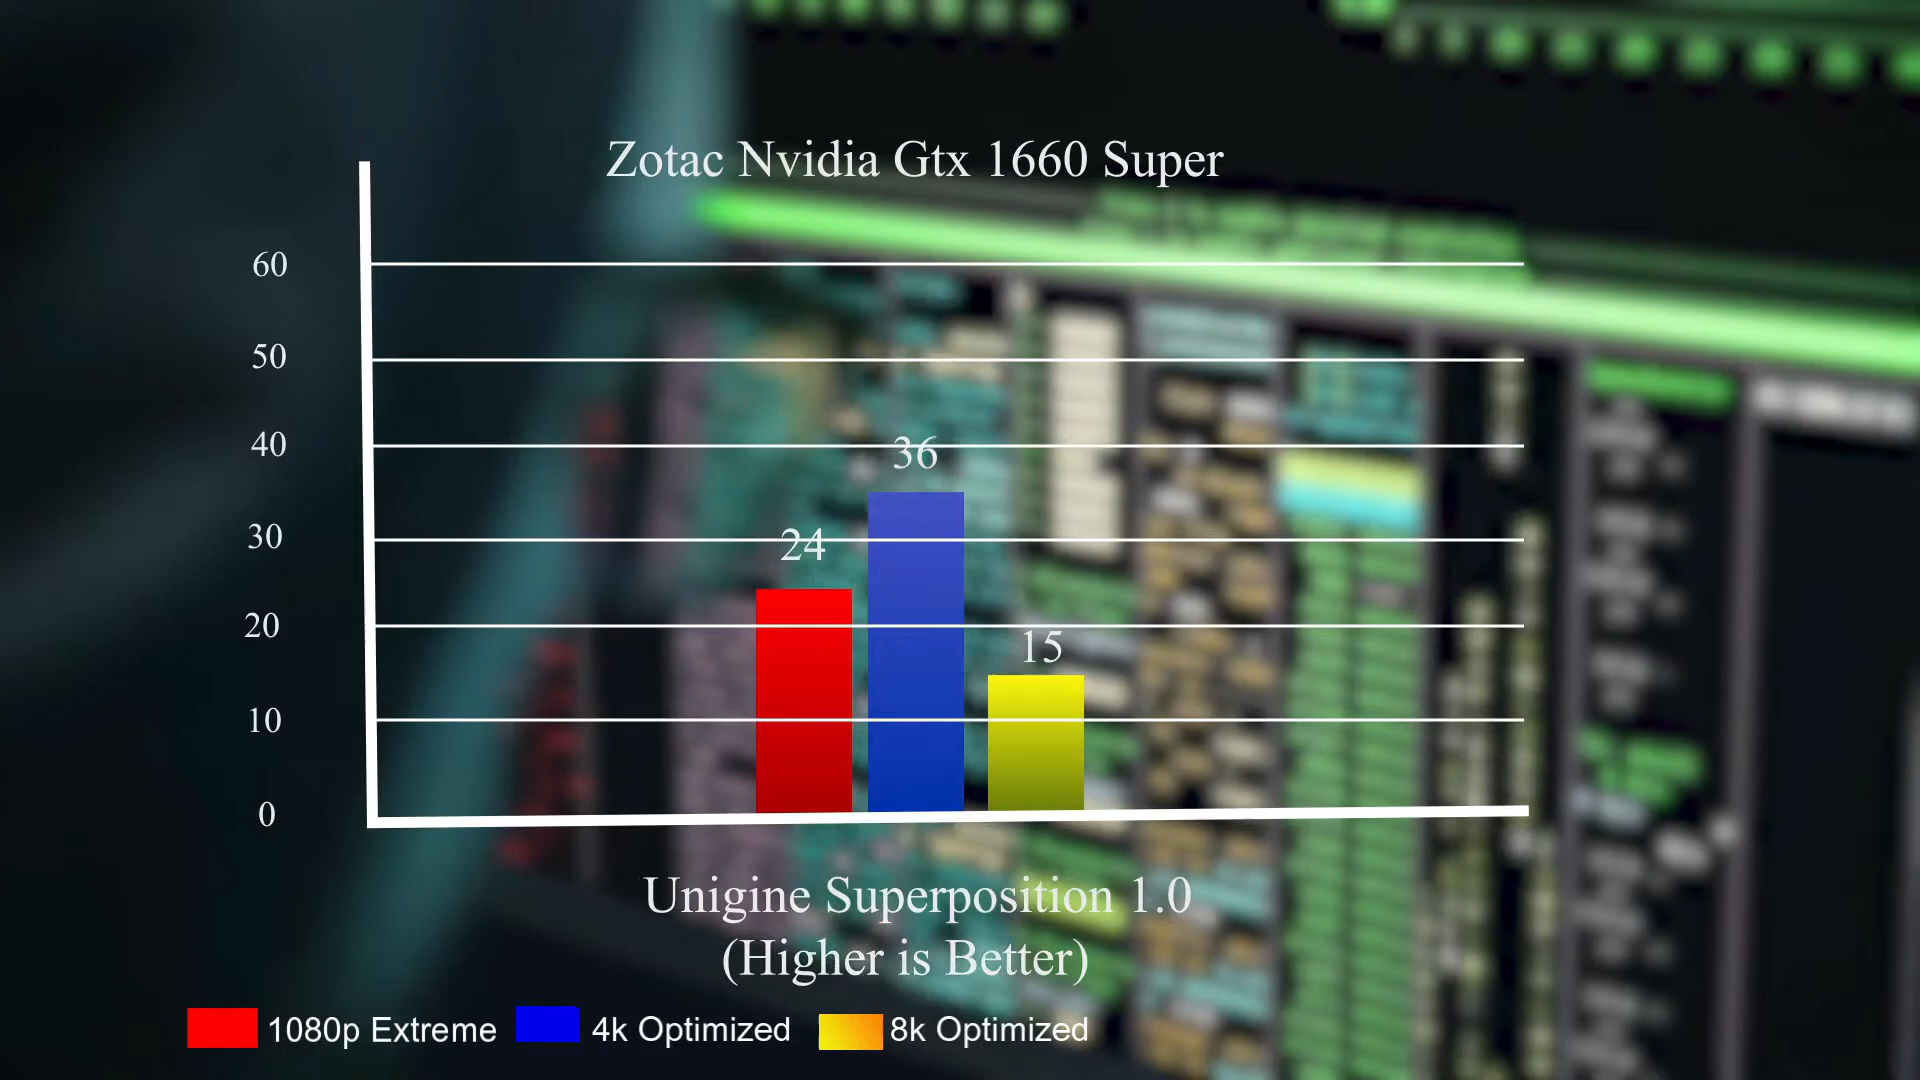 Zotac Nvidia Gtx 1660 Super
60
50
40
36
30
24
20
15
10
0
Unigine Superposition 1.0
(Higher is Better)
1080p Extreme
4k Optimized
8k Optimized